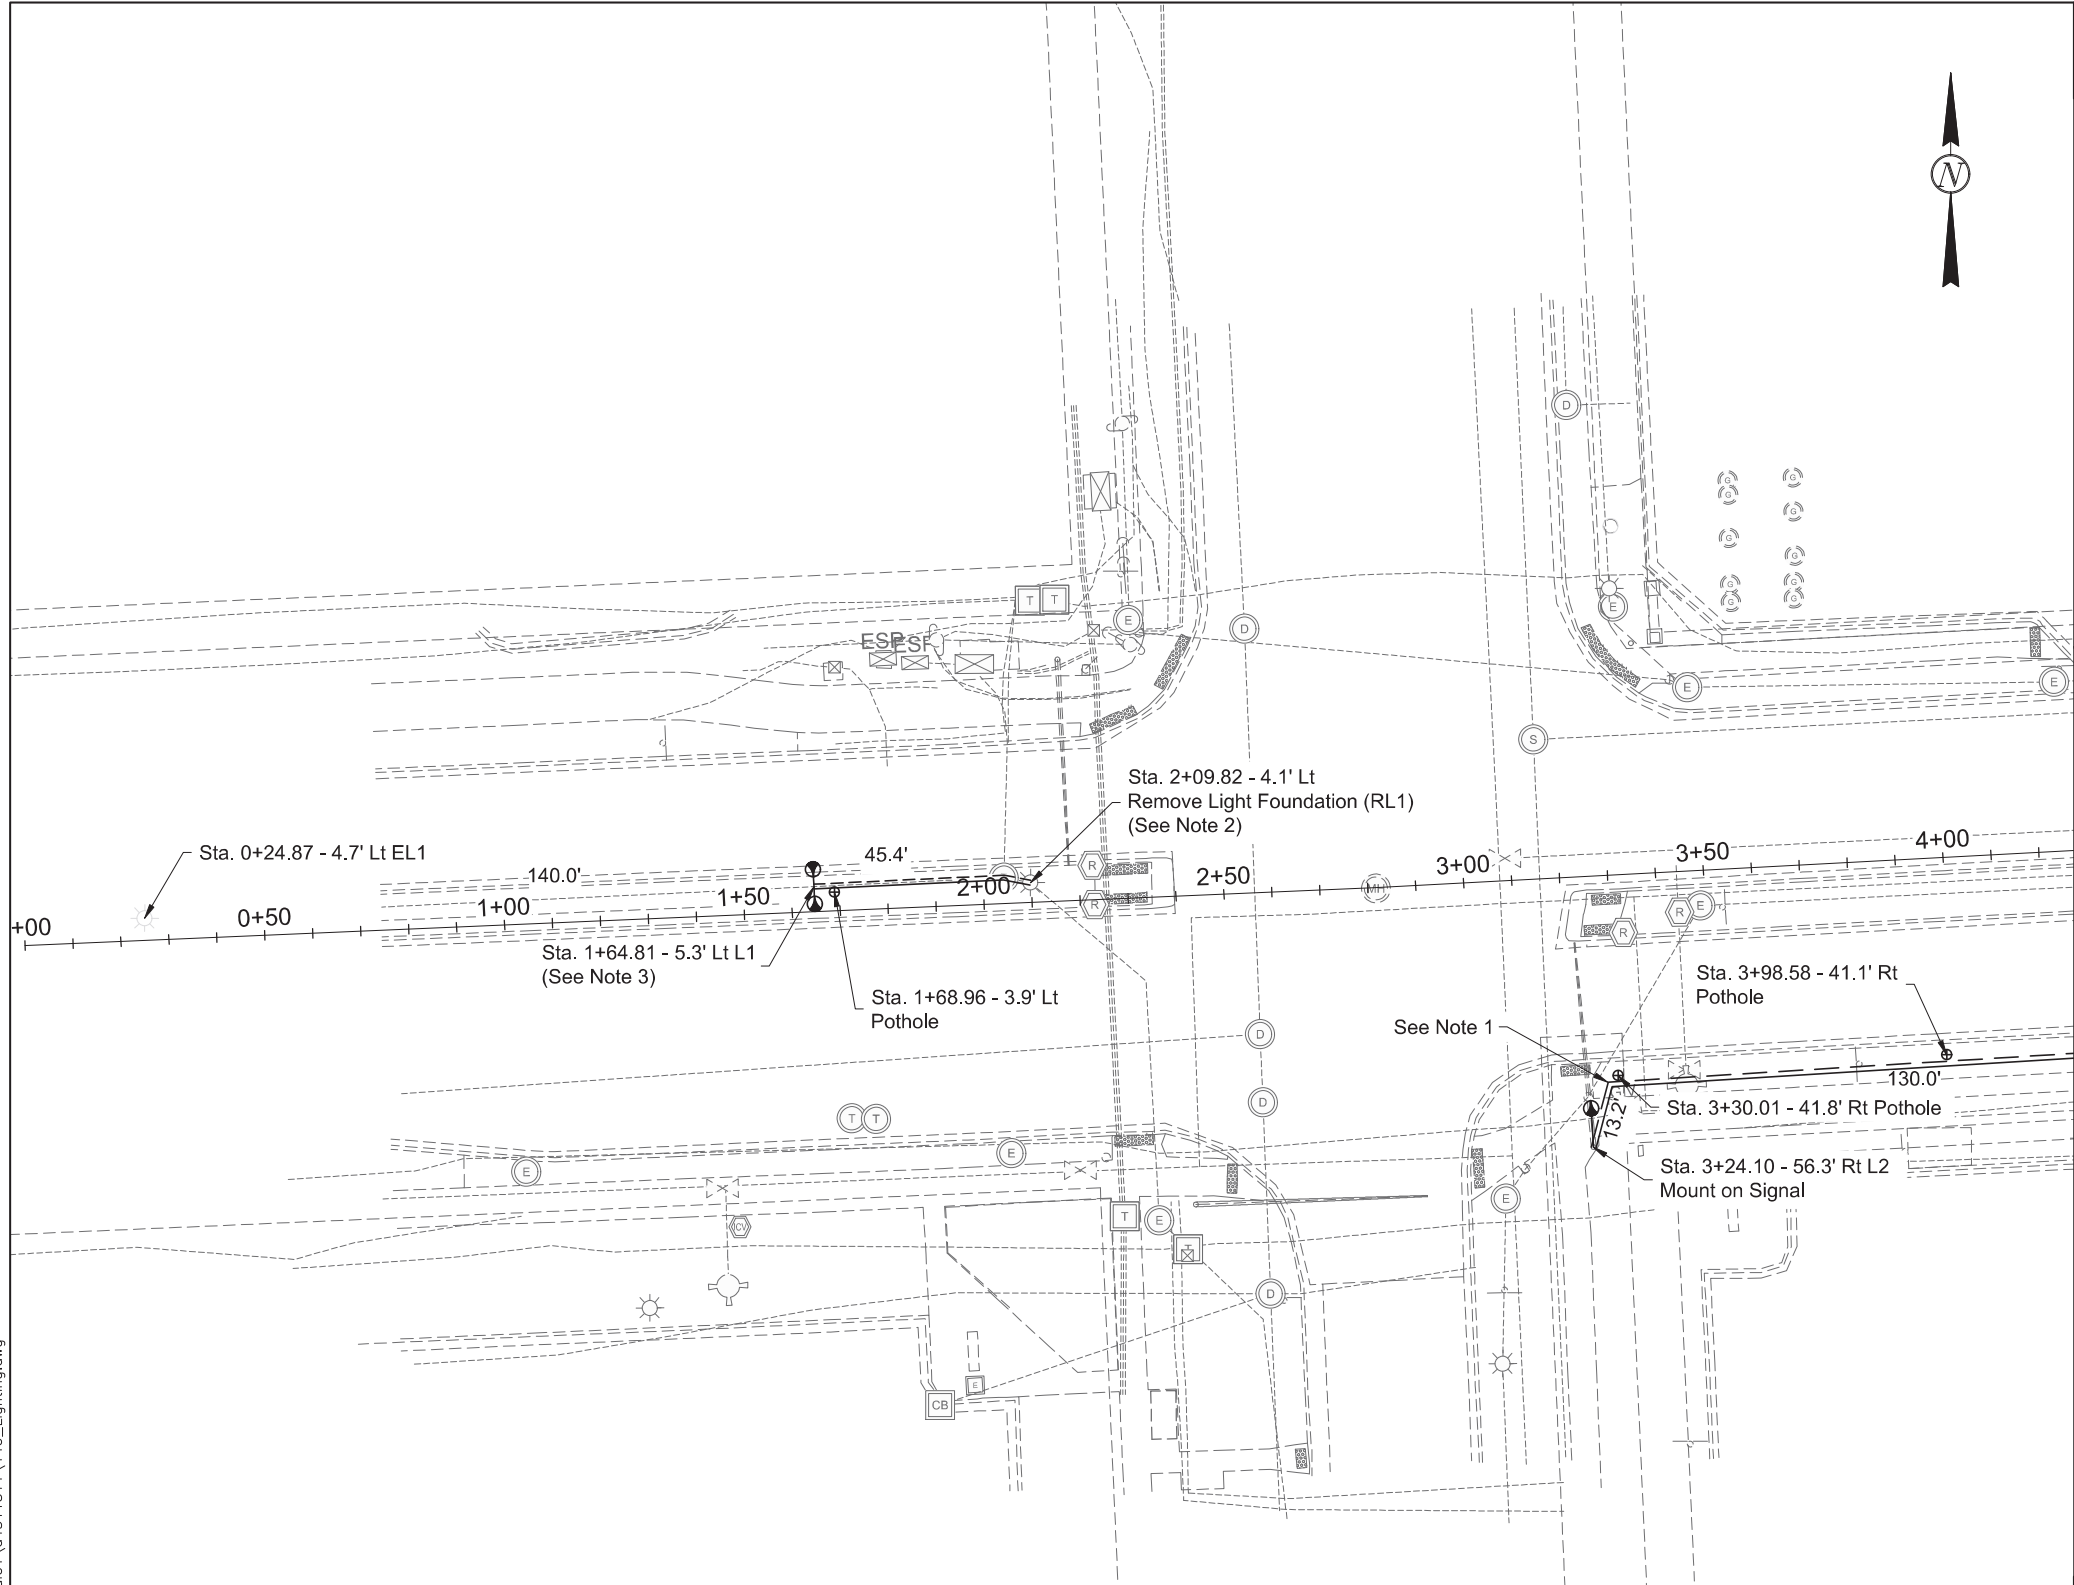 N
D
G
G
G
G
G
G
G
G
G
T T
E
E
D
ESP
ESP
E
E
S
Sta. 2+09.82 - 4.1' Lt
Remove Light Foundation (RL1)
(See Note 2)
Sta. 0+24.87 - 4.7' Lt EL1
140.0'
45.4'
+00
0+50
1+00
1+50
2+00
2+50
3+00
3+50
4+00
R
R
MH
R
R
E
Sta. 1+64.81 - 5.3' Lt L1
(See Note 3)
Sta. 1+68.96 - 3.9' Lt
Pothole
Sta. 3+98.58 - 41.1' Rt
Pothole
See Note 1
D
D
130.0'
13.2'
Sta. 3+30.01 - 41.8' Rt Pothole
T T
E
E
Sta. 3+24.10 - 56.3' Rt L2
Mount on Signal
E
ICV
T
E
T
D
E
CB